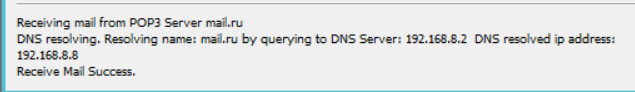 Receiving mail from POP3 Server mail.ru
DNS resolving. Resolving name: mail.ru by querying to DNS Server: 192.168.8.2  DNS resolved ip address:
192.168.8.8
Receive Mail Success.